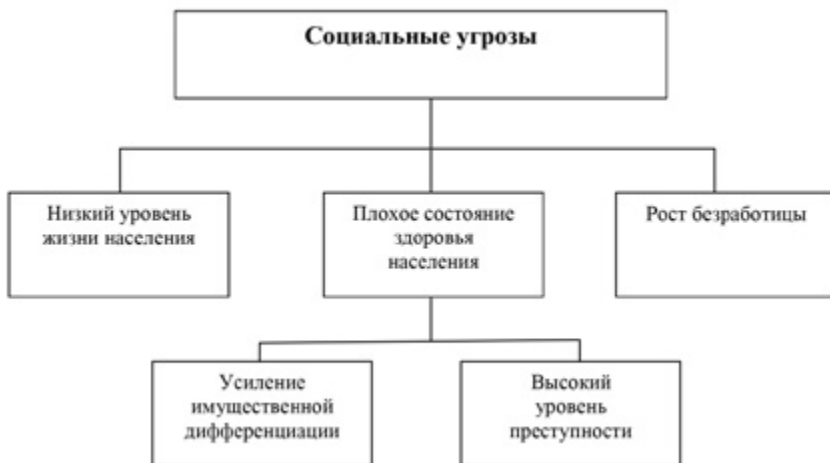 Социальные угрозы
Низкий уровень
жизни населения
Плохое состояние
здоровья
населения
Рост безработицы
Усиление
имущественной
дифференциации
Высокий
уровень
преступности